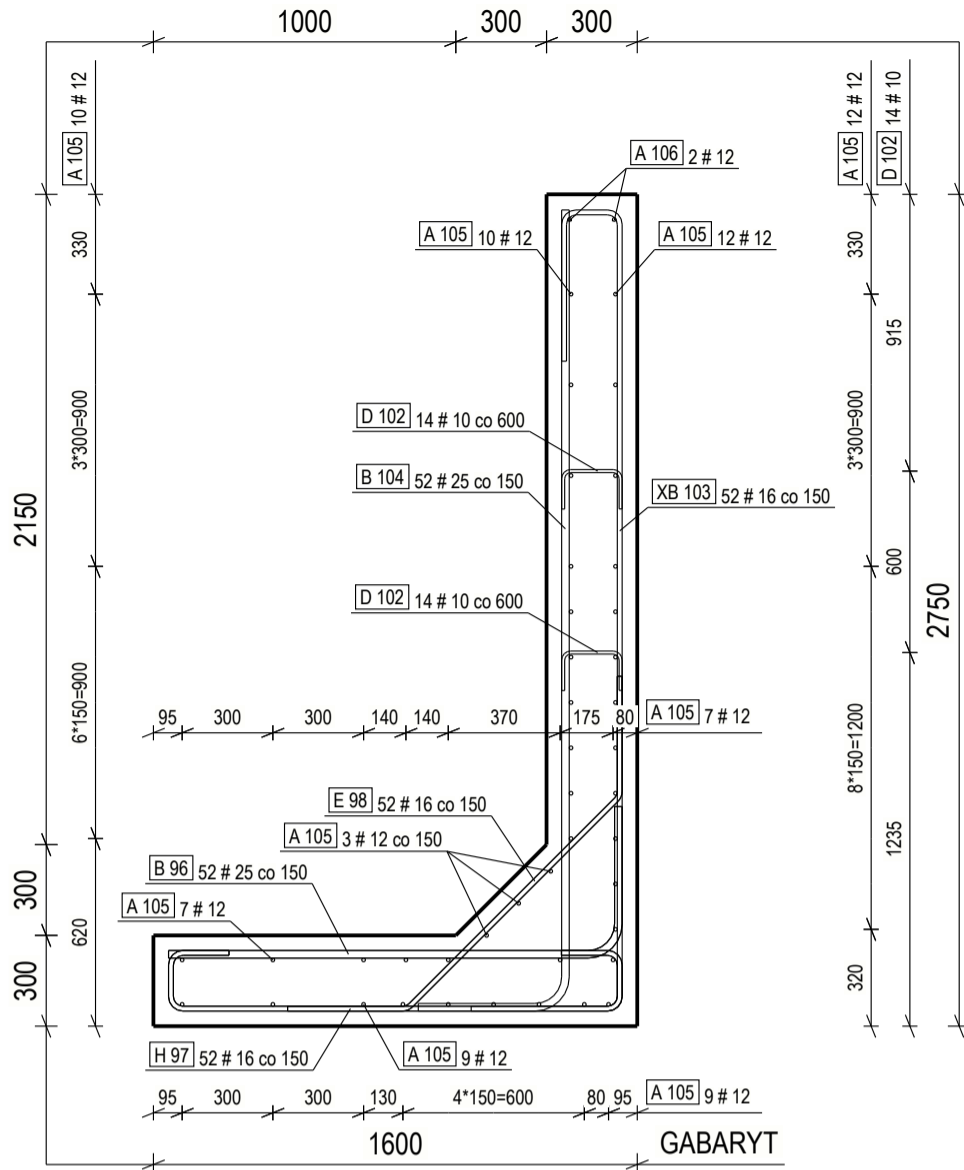 1000 300 300
A 105 10 # 12
A 105 12 # 12
D 102 14 # 10
A 106 2 # 12
A 105 10 # 12
A 105 12 # 12
330
330
915
3*300=900
3*300=900
D 102 14 # 10 co 600
B 104 52 # 25 co 150
XB 103 52 # 16 co 150
2150
600
2750
D 102 14 # 10 co 600
6*150=900
95 300 300 140 140 370 175 80 A 105 7 # 12
8*150=1200
E 98 52 # 16 co 150
A 105 3 # 12 co 150
1235
B 96 52 # 25 co 150
300
A 105 7 # 12
620
300
320
H 97 52 # 16 co 150
A 105 9 # 12
95 300 300 130 4*150=600 80 95 A 105 9 # 12
1600 GABARYT